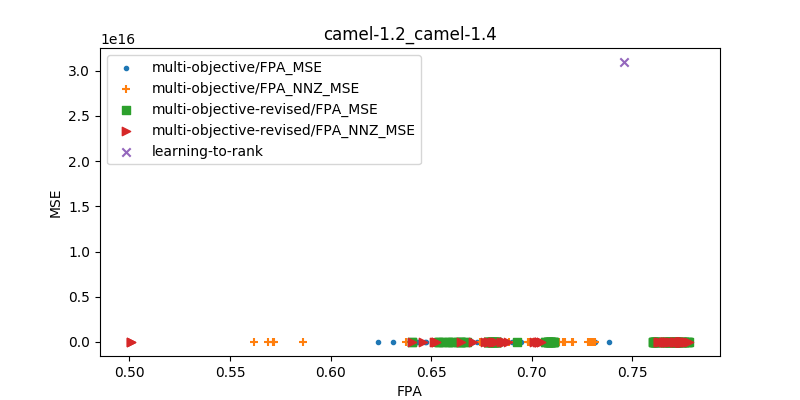 camel-1.2_camel-1.4
1e16
multi-objective/FPA_MSE
multi-objective/FPA_NNZ_MSE
multi-objective-revised/FPA_MSE
multi-objective-revised/FPA_NNZ_MSE
learning-to-rank
MSE
3.0
2.5
2.0
1.5
1.0
0.5
0.0
0.50
0.55
0.60
0.65
0.70
0.75
FPA